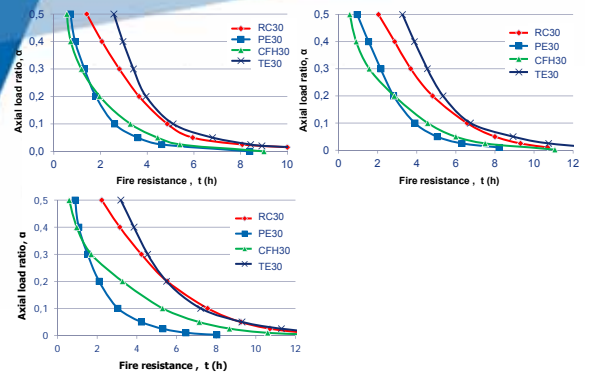 0,5
0,4
0,3
0,2
0,1
0,0
Axial load ratio, α
0 2 4 6 8 10
Fire resistance , t (h)
RC30
PE30
CFH30
TE30
0,5
0,4
0,3
0,2
0,1
0
Axial load ratio, α
0 2 4 6 8 10 12
Fire resistance , t (h)
RC30
PE30
CFH30
TE30
0,5
0,4
0,3
0,2
0,1
0
Axial load ratio, α
0 2 4 6 8 10 12
Fire resistance , t (h)
RC30
PE30
CFH30
TE30